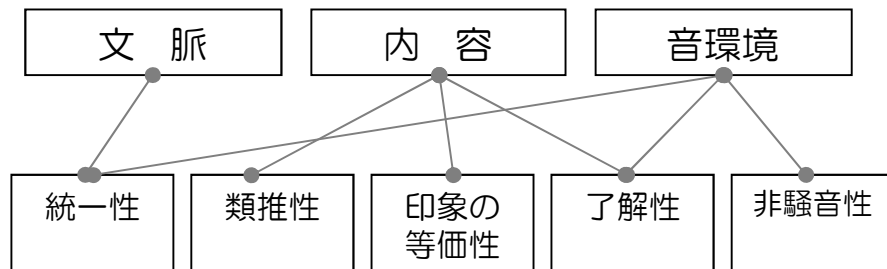 文 脈
内 容
音環境
統一性
類推性
印象の
等価性
了解性
非騒音性